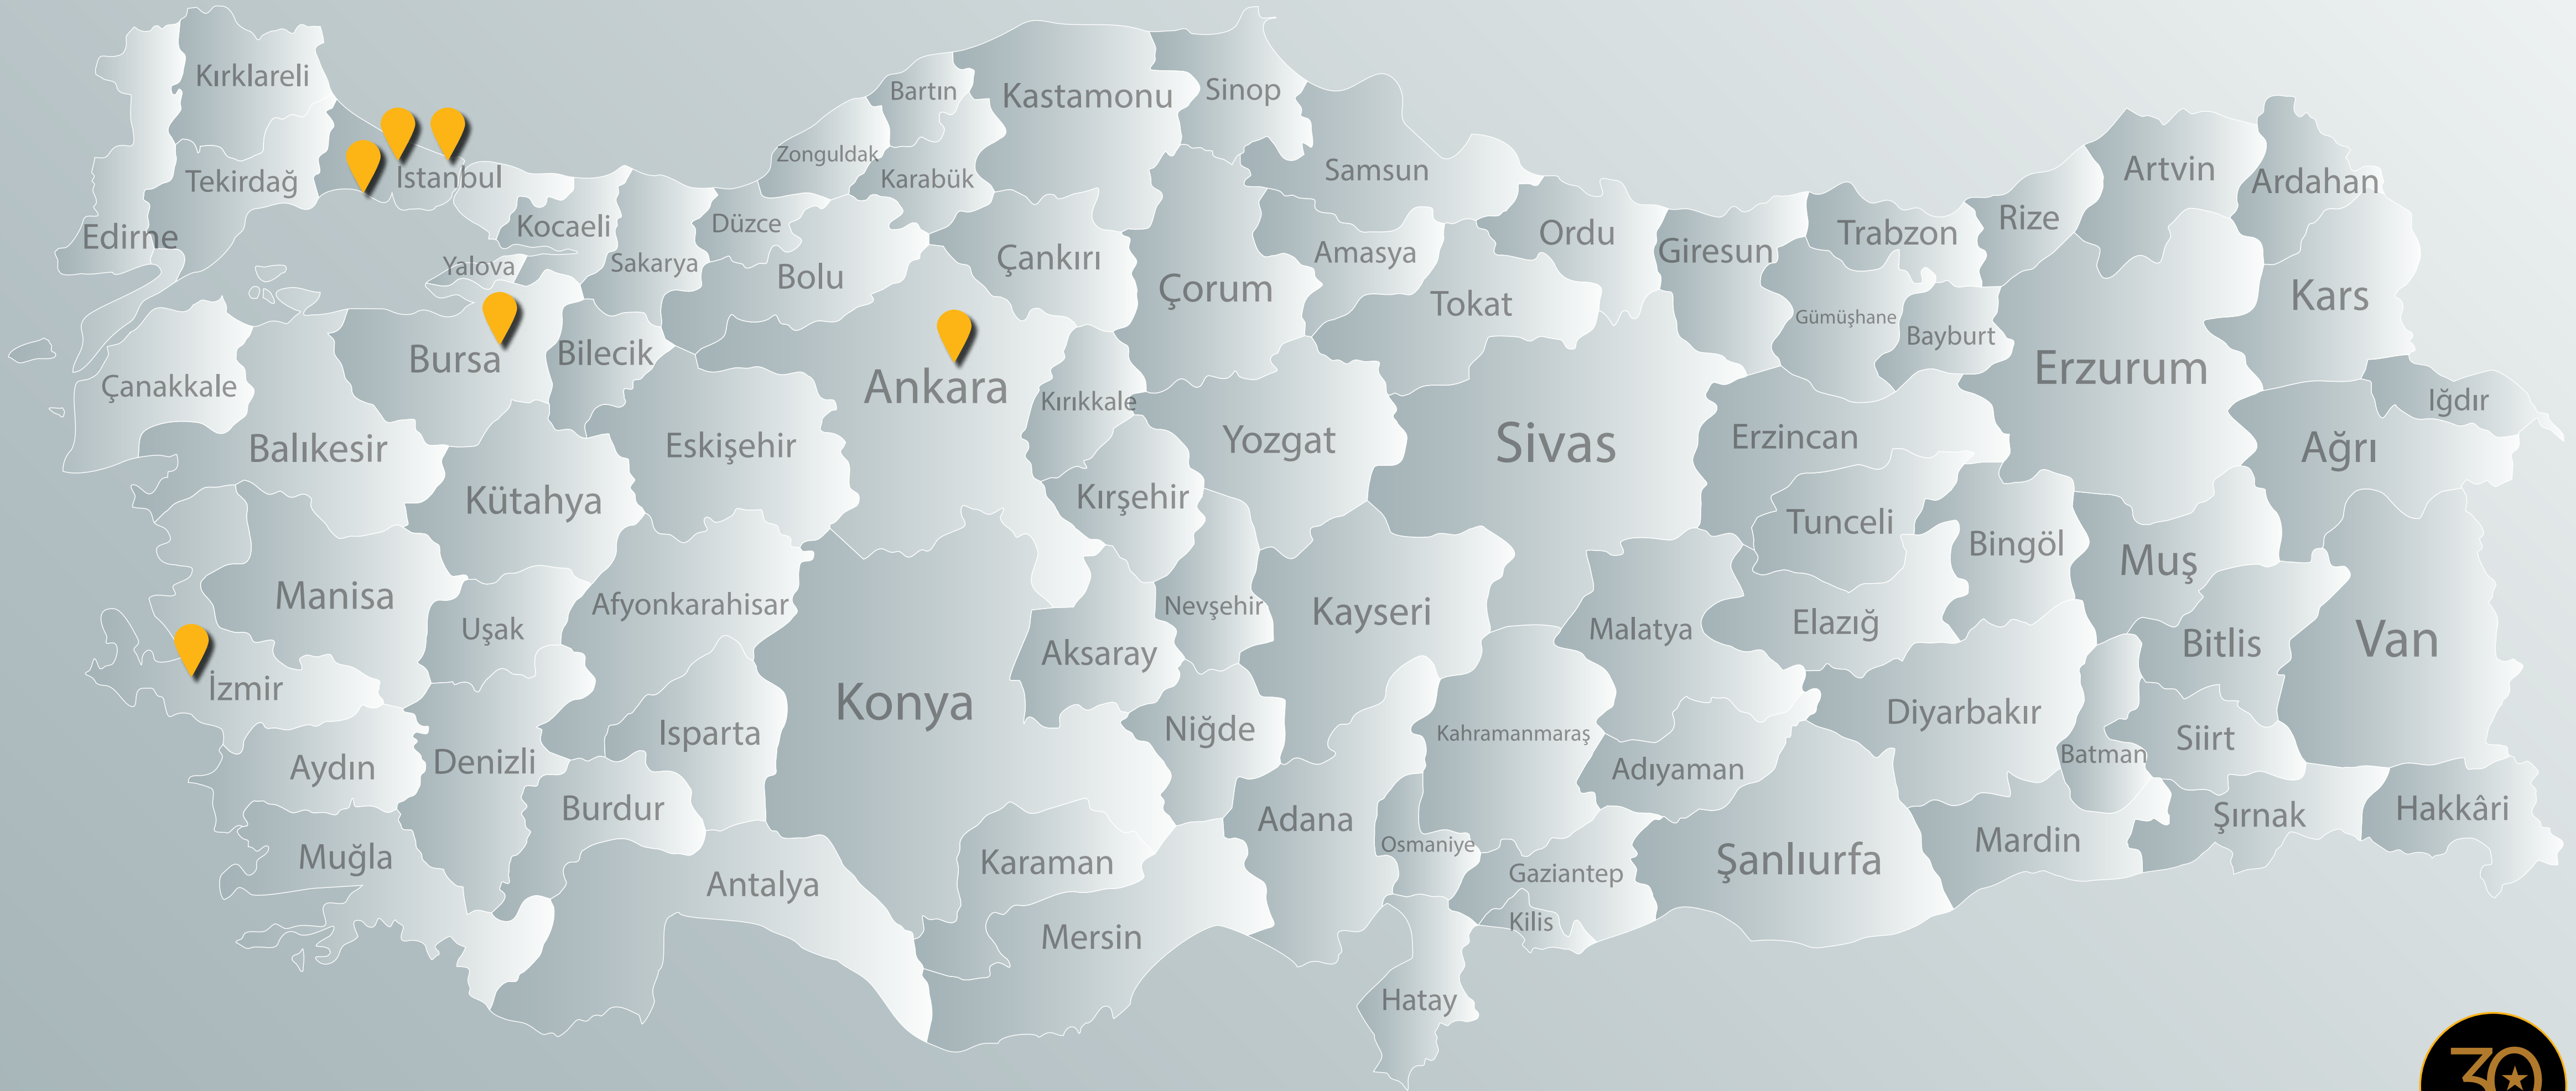 Kırklareli
Bartın
Kastamonu
Sinop
Zonguldak
Karabük
Samsun
Artvin
Ardahan
Tekirdağ
İstanbul
Edirne
Kocaeli
Düzce
Rize
Trabzon
Ordu
Giresun
Amasya
Çankırı
Yalova
Sakarya
Bolu
Çorum
Tokat
Gümüşhane
Bayburt
Kars
Bursa
Bilecik
Çanakkale
Ankara
Kırıkkale
Erzurum
Iğdır
Balıkesir
Eskişehir
Yozgat
Sivas
Erzincan
Ağrı
Kütahya
Kırşehir
Tunceli
Bingöl
Muş
Manisa
Uşak
Afyonkarahisar
Nevşehir
Kayseri
Malatya
Elazığ
Bitlis
Van
İzmir
Aksaray
Konya
Isparta
Niğde
Kahramanmaraş
Diyarbakır
Siirt
Batman
Aydın
Denizli
Adıyaman
Burdur
Adana
Şırnak
Hakkâri
Osmaniye
Mardin
Muğla
Karaman
Antalya
Gaziantep
Şanlıurfa
Kilis
Mersin
Hatay
30